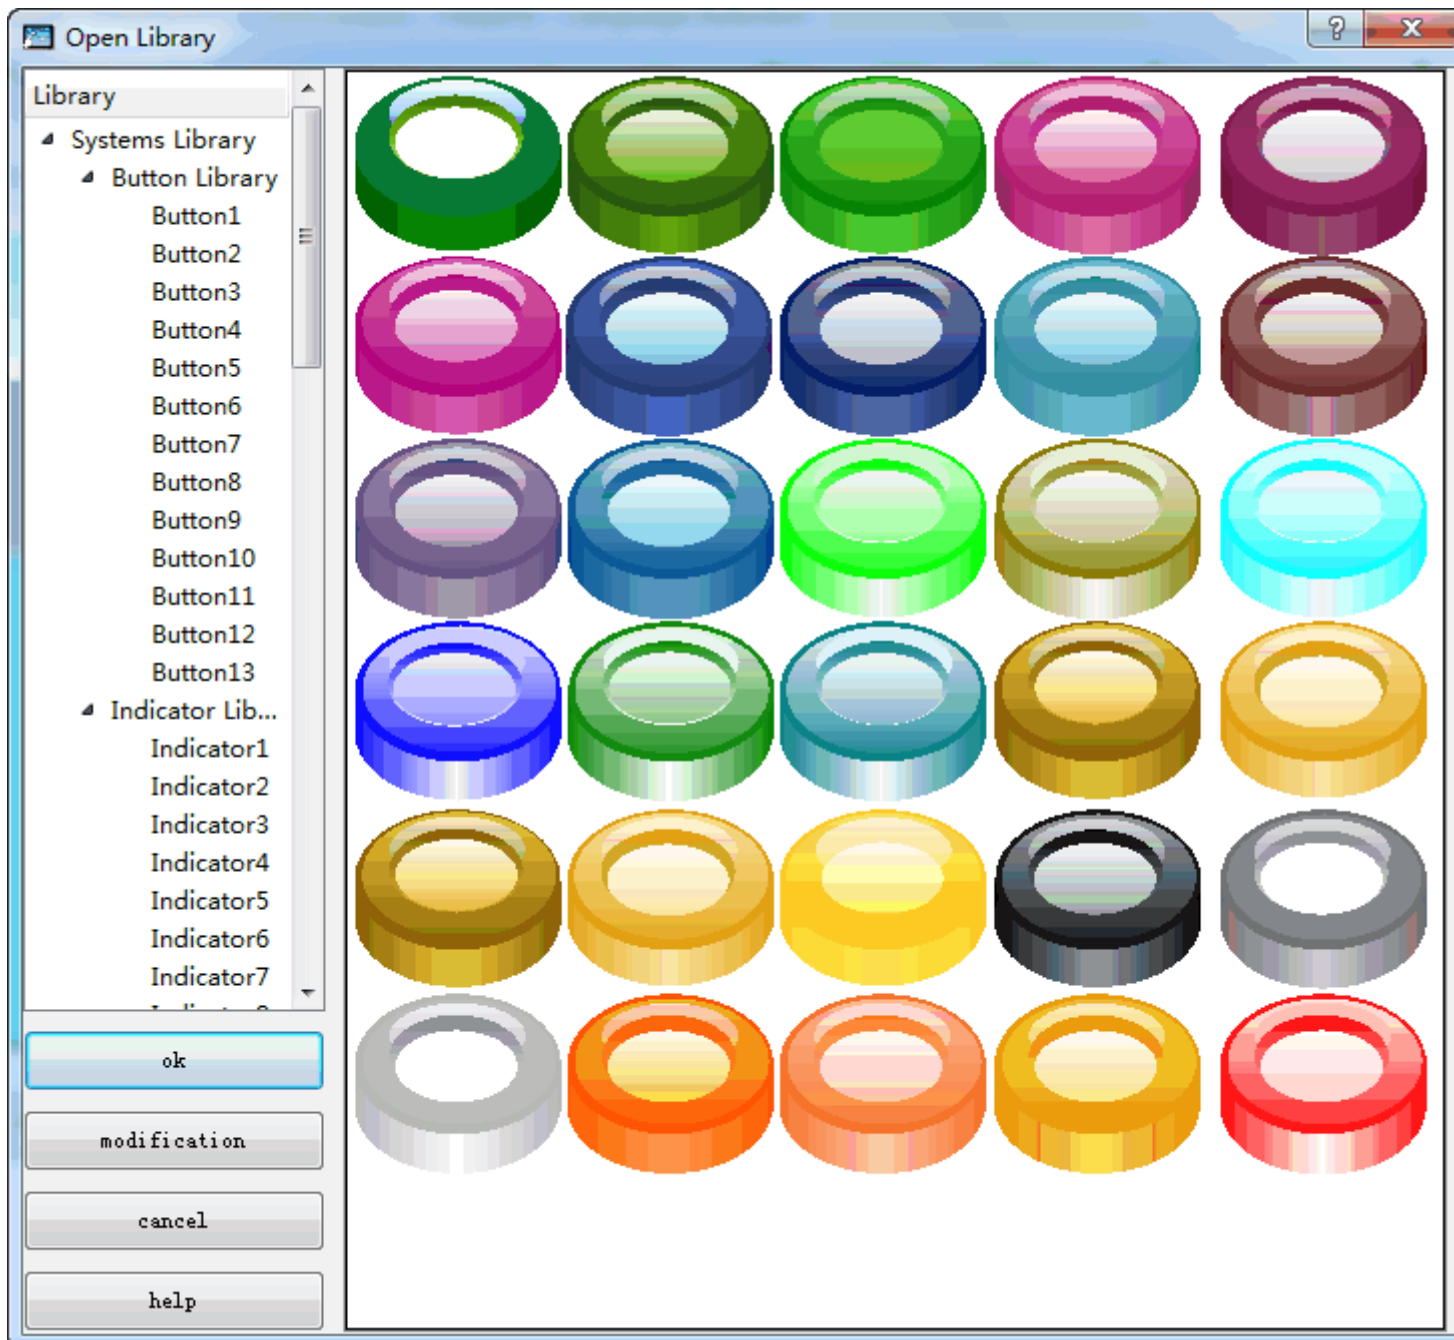 Open Library
Library
Systems Library
Button Library
Button1
Button2
Button3
Button4
Button5
Button6
Button7
Button8
Button9
Button10
Button11
Button12
Button13
Indicator Lib...
Indicator1
Indicator2
Indicator3
Indicator4
Indicator5
Indicator6
Indicator7
ok
modification
cancel
help